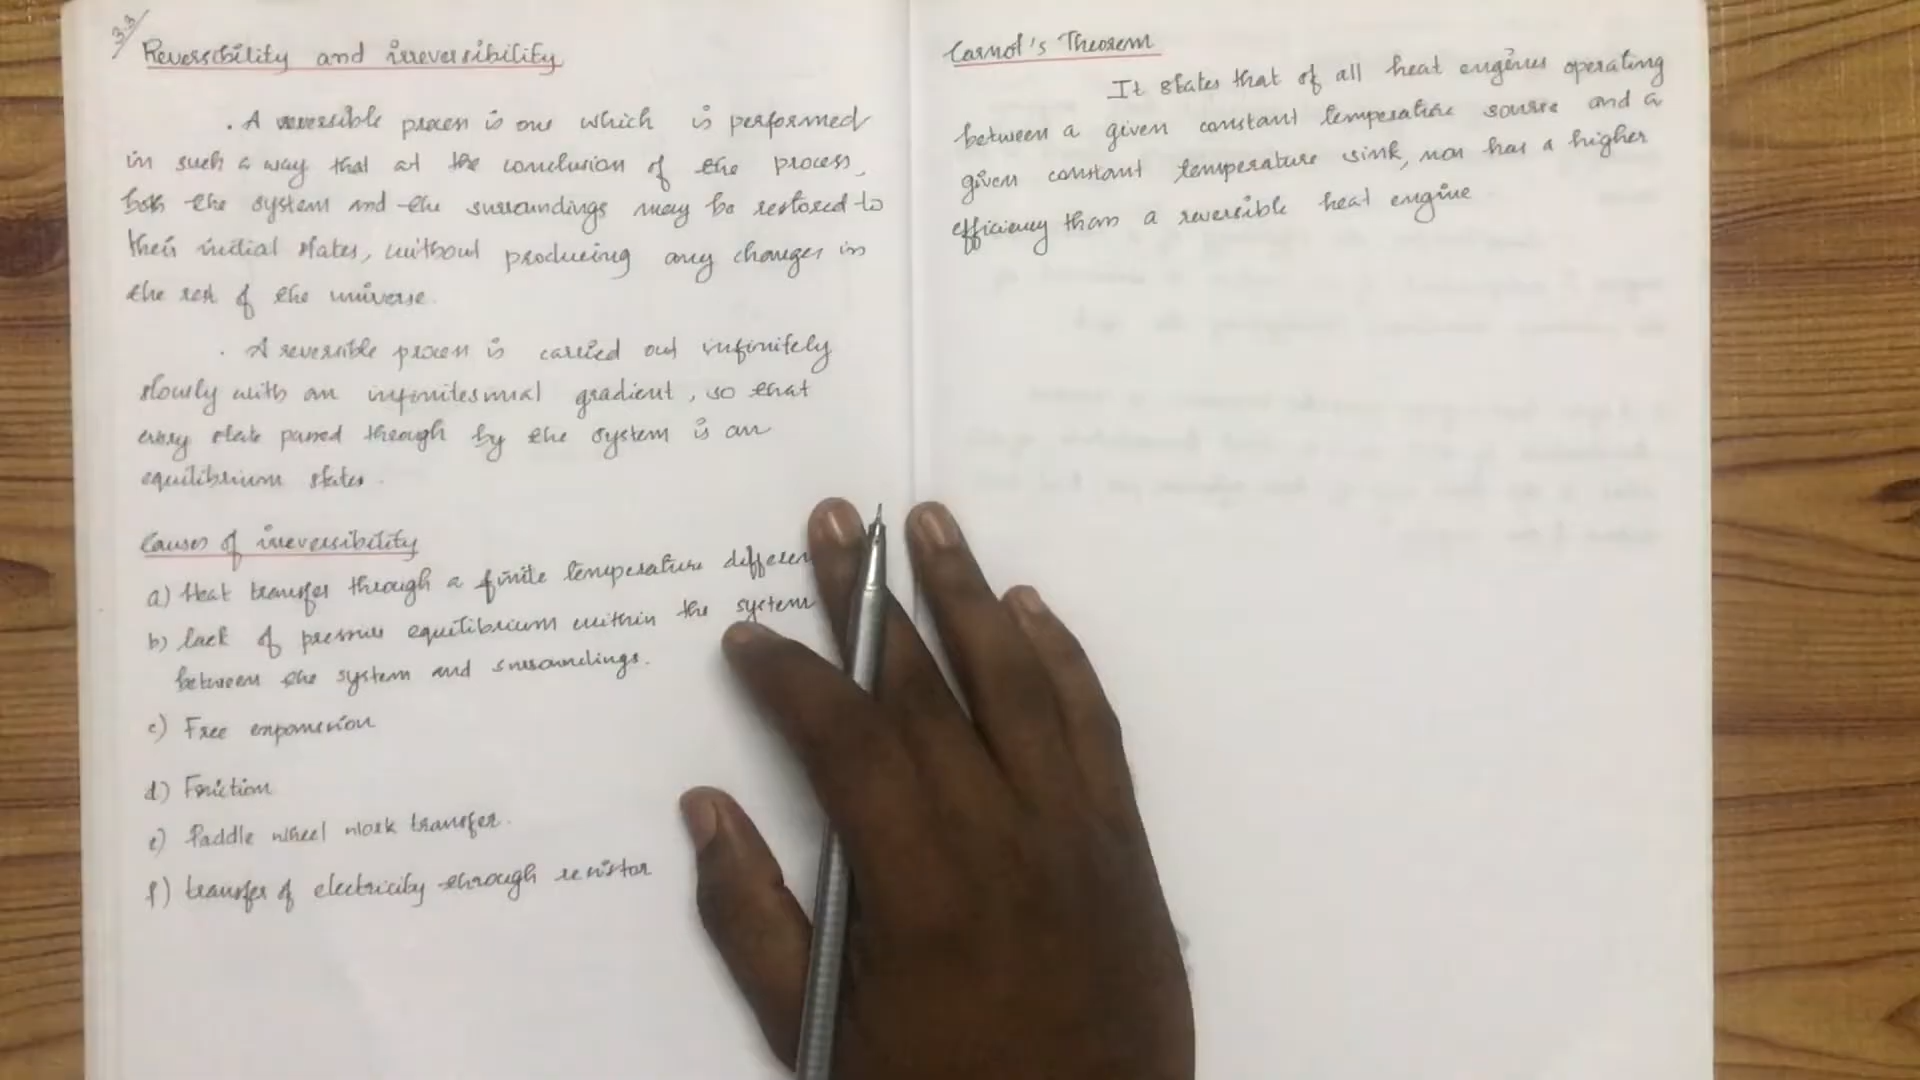 3.3
Reversibility and irreversibility
. A reversible process is one which is performed
in such a way that at the conclusion of the process,
both the system and the surroundings may be restored to
their initial states, without producing any changes in
the rest of the universe.
. A reversible process is carried out infinitely
slowly with an infinitesimal gradient, so that
every state passed through by the system is an
equilibrium states.
Causes of irreversibility
a) Heat transfer through a finite temperature differen
b) lack of pressure equilibrium within the system
between the system and surroundings.
c) Free expansion
d) Friction
e) Paddle wheel work transfer.
f) transfer of electricity through resistor
Carnot's Theorem
It states that of all heat engines operating
between a given constant temperature source and a
given constant temperature sink, non has a higher
efficiency than a reversible heat engine